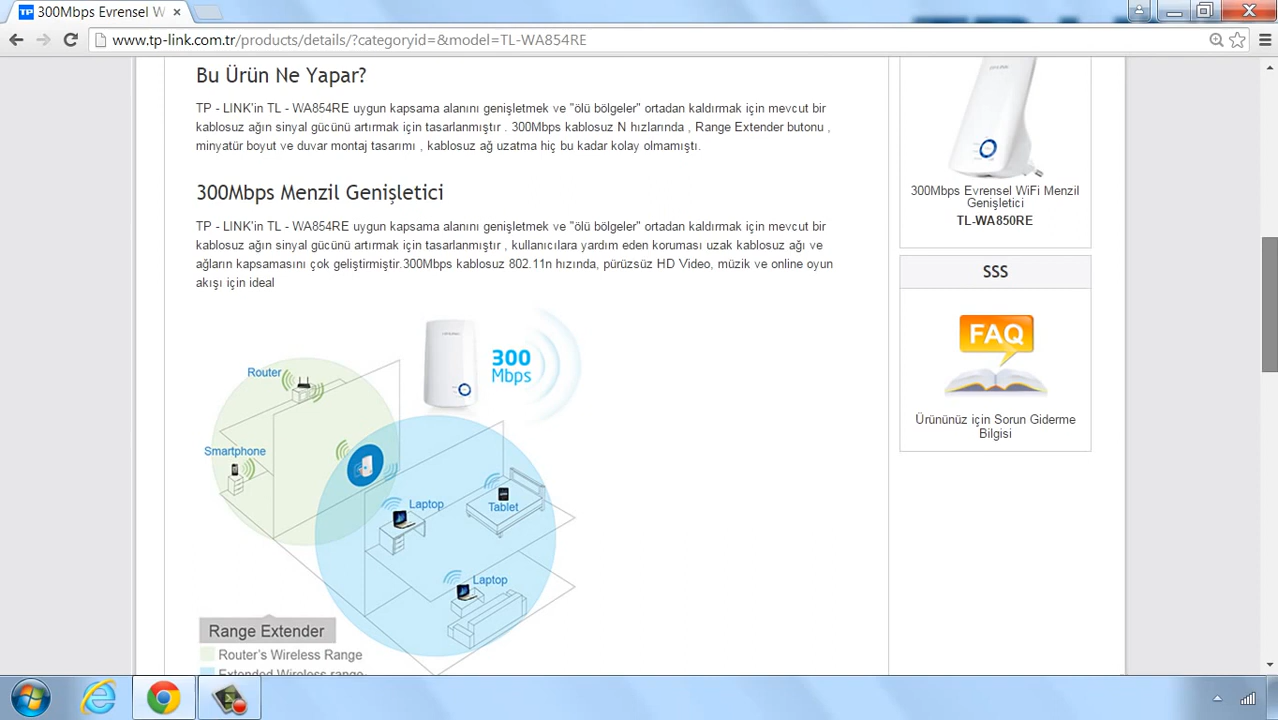 300Mbps Evrensel W
www.tp-link.com.tr/products/details/?categoryid=&model=TL-WA854RE
Bu Ürün Ne Yapar?
TP - LINK'in TL - WA854RE uygun kapsama alanını genişletmek ve "ölü bölgeler" ortadan kaldırmak için mevcut bir
kablosuz ağın sinyal gücünü artırmak için tasarlanmıştır . 300Mbps kablosuz N hızlarında , Range Extender butonu ,
minyatür boyut ve duvar montaj tasarımı , kablosuz ağ uzatma hiç bu kadar kolay olmamıştı.
300Mbps Menzil Genişletici
TP - LINK'in TL - WA854RE uygun kapsama alanını genişletmek ve "ölü bölgeler" ortadan kaldırmak için mevcut bir
kablosuz ağın sinyal gücünü artırmak için tasarlanmıştır , kullanıcılara yardım eden koruması uzak kablosuz ağı ve
ağların kapsamasını çok geliştirmiştir.300Mbps kablosuz 802.11n hızında, pürüzsüz HD Video, müzik ve online oyun
akışı için ideal
300
Mbps
Router
Smartphone
Laptop
Tablet
Laptop
Range Extender
Router's Wireless Range
Extended Wireless range
300Mbps Evrensel WiFi Menzil
Genişletici
TL-WA850RE
SSS
FAQ
Ürününüz için Sorun Giderme
Bilgisi